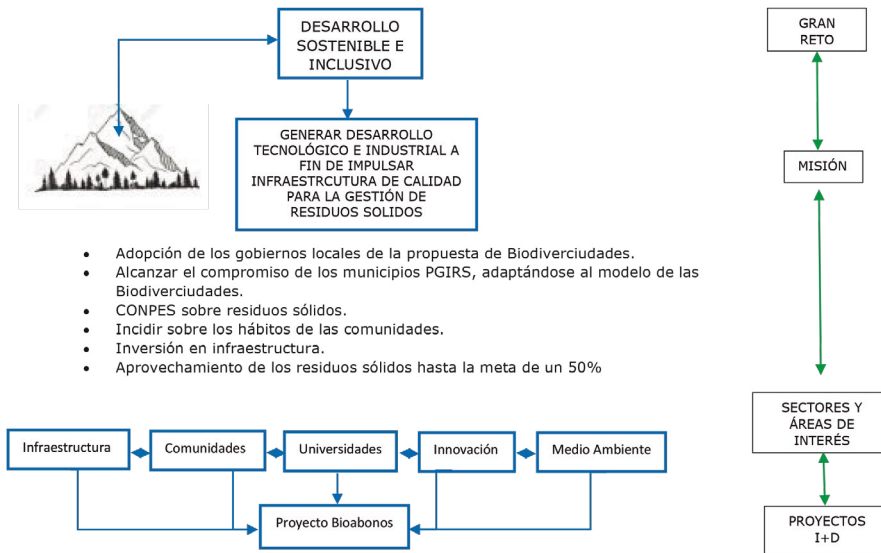 DESARROLLO
SOSTENIBLE E
INCLUSIVO
GRAN
RETO
GENERAR DESARROLLO
TECNOLÓGICO E INDUSTRIAL A
FIN DE IMPULSAR
INFRAESTRCUTURA DE CALIDAD
PARA LA GESTIÓN DE
RESIDUOS SOLIDOS
MISIÓN
• Adopción de los gobiernos locales de la propuesta de Biodiverciudades.
• Alcanzar el compromiso de los municipios PGIRS, adaptándose al modelo de las
Biodiverciudades.
• CONPES sobre residuos sólidos.
• Incidir sobre los hábitos de las comunidades.
• Inversión en infraestructura.
• Aprovechamiento de los residuos sólidos hasta la meta de un 50%
SECTORES Y
ÁREAS DE
INTERÉS
Infraestructura
Comunidades
Universidades
Innovación
Medio Ambiente
Proyecto Bioabonos
PROYECTOS
I+D